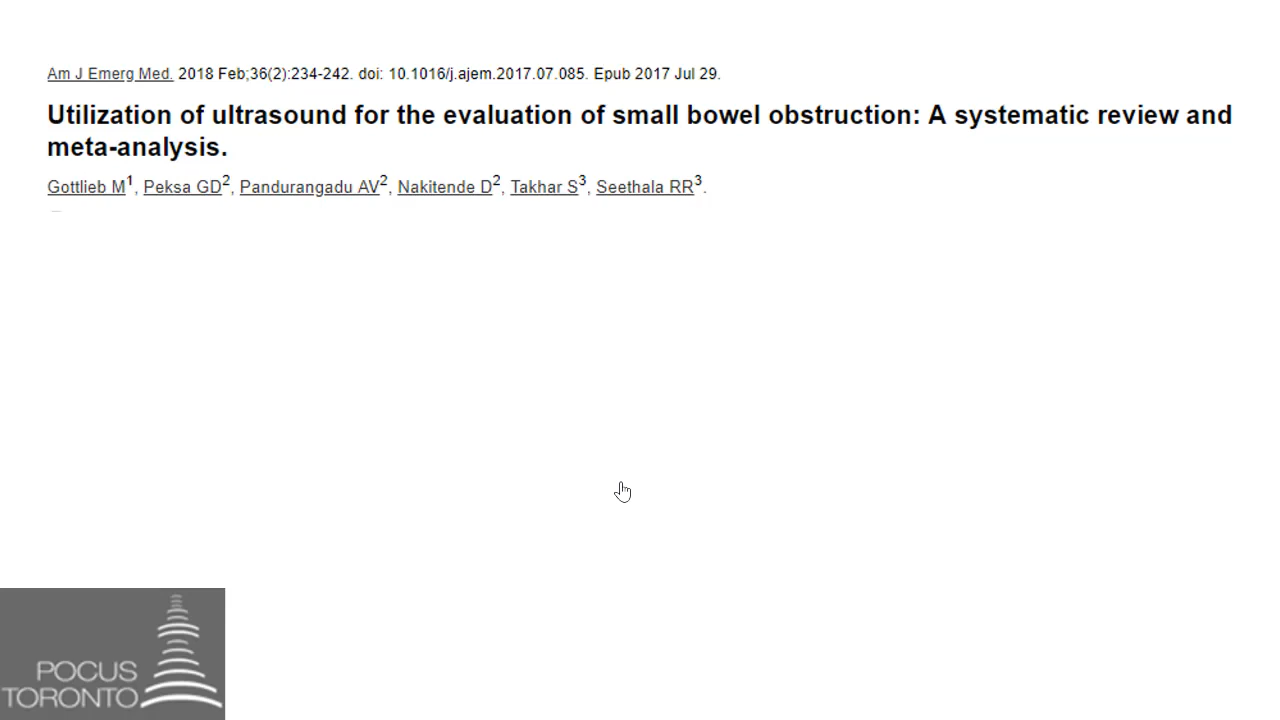 Am J Emerg Med. 2018 Feb;36(2):234-242. doi: 10.1016/j.ajem.2017.07.085. Epub 2017 Jul 29.
Utilization of ultrasound for the evaluation of small bowel obstruction: A systematic review and
meta-analysis.
Gottlieb M1, Peksa GD2, Pandurangadu AV2, Nakitende D2, Takhar S3, Seethala RR3.
POCUS
TORONTO